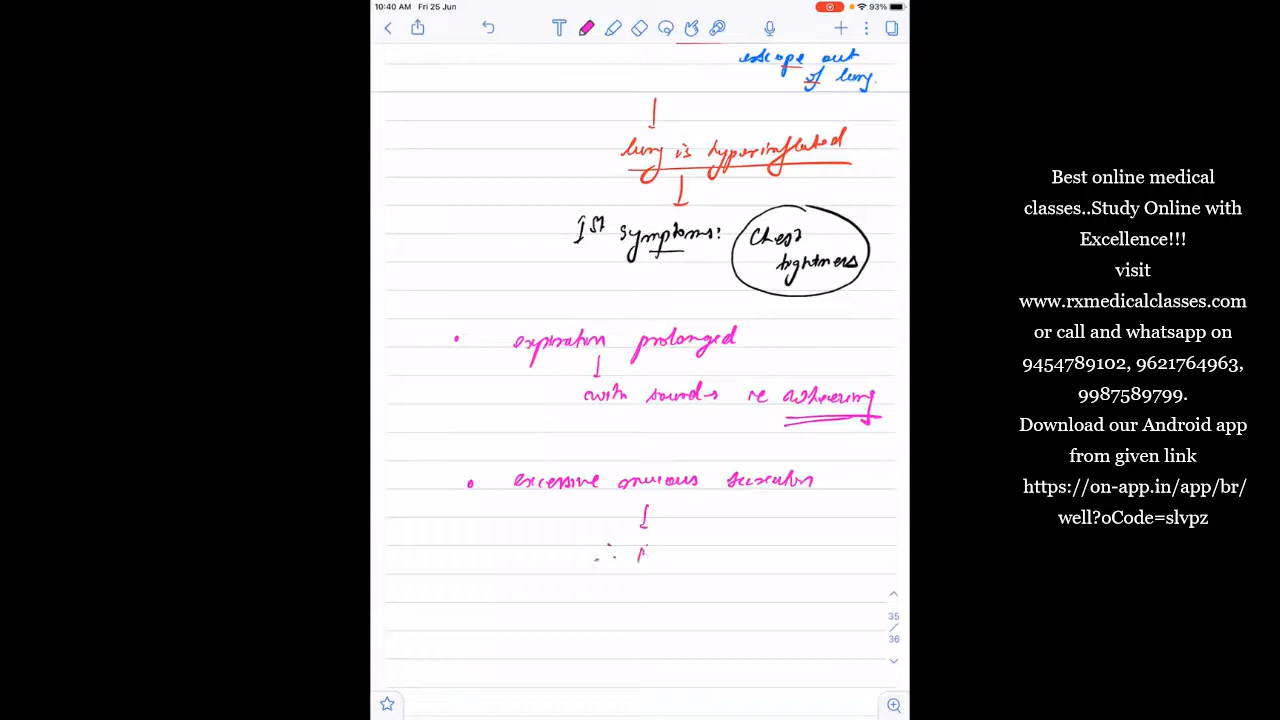 10:40 AM Fri 25 Jun
93%
T
escape out
of lung.
lung is hyperinflated
1st symptoms:
Chest
tightness
• expiration prolonged
with sounds ie wheezing
• excessive mucous secretion
∴
35
/
36
Best online medical
classes..Study Online with
Excellence!!!
visit
www.rxmedicalclasses.com
or call and whatsapp on
9454789102, 9621764963,
9987589799.
Download our Android app
from given link
https://on-app.in/app/br/
well?oCode=slvpz